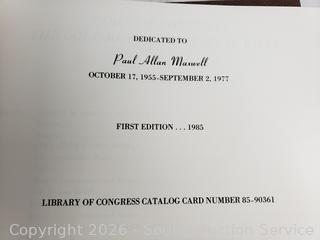 DEDICATED TO
Paul Allan Maxwell
OCTOBER 17, 1955-SEPTEMBER 2, 1977
FIRST EDITION . . . 1985
LIBRARY OF CONGRESS CATALOG CARD NUMBER 85-90361
Copyright 2026 - South Auction Service